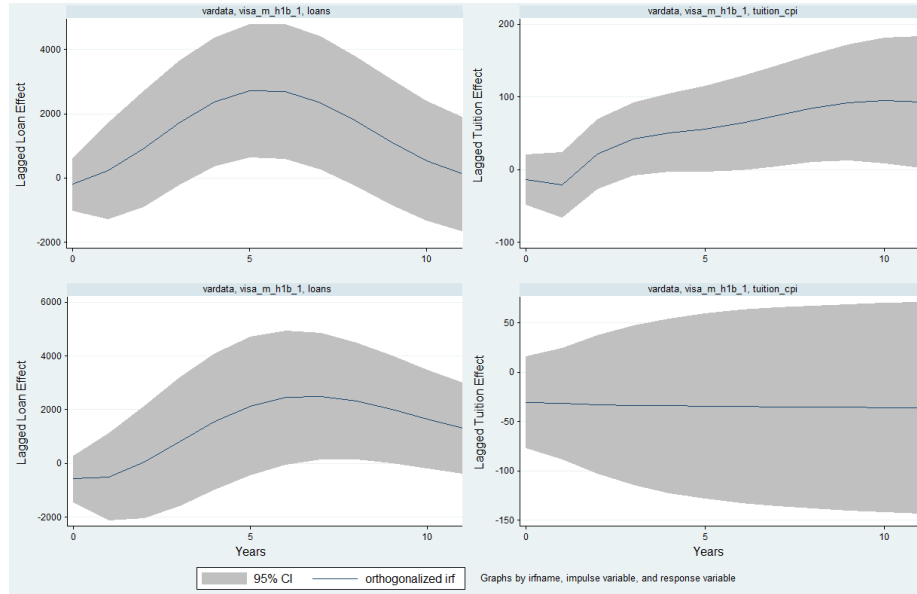 vardata, visa_m_h1b_1, loans
Lagged Loan Effect
4000
2000
0
-2000
0
5
10
vardata, visa_m_h1b_1, tuition_cpi
Lagged Tuition Effect
200
100
0
-100
0
5
10
vardata, visa_m_h1b_1, loans
Lagged Loan Effect
6000
4000
2000
0
-2000
0
5
10
Years
vardata, visa_m_h1b_1, tuition_cpi
Lagged Tuition Effect
50
0
-50
-100
-150
0
5
10
Years
95% CI
orthogonalized irf
Graphs by irfname, impulse variable, and response variable